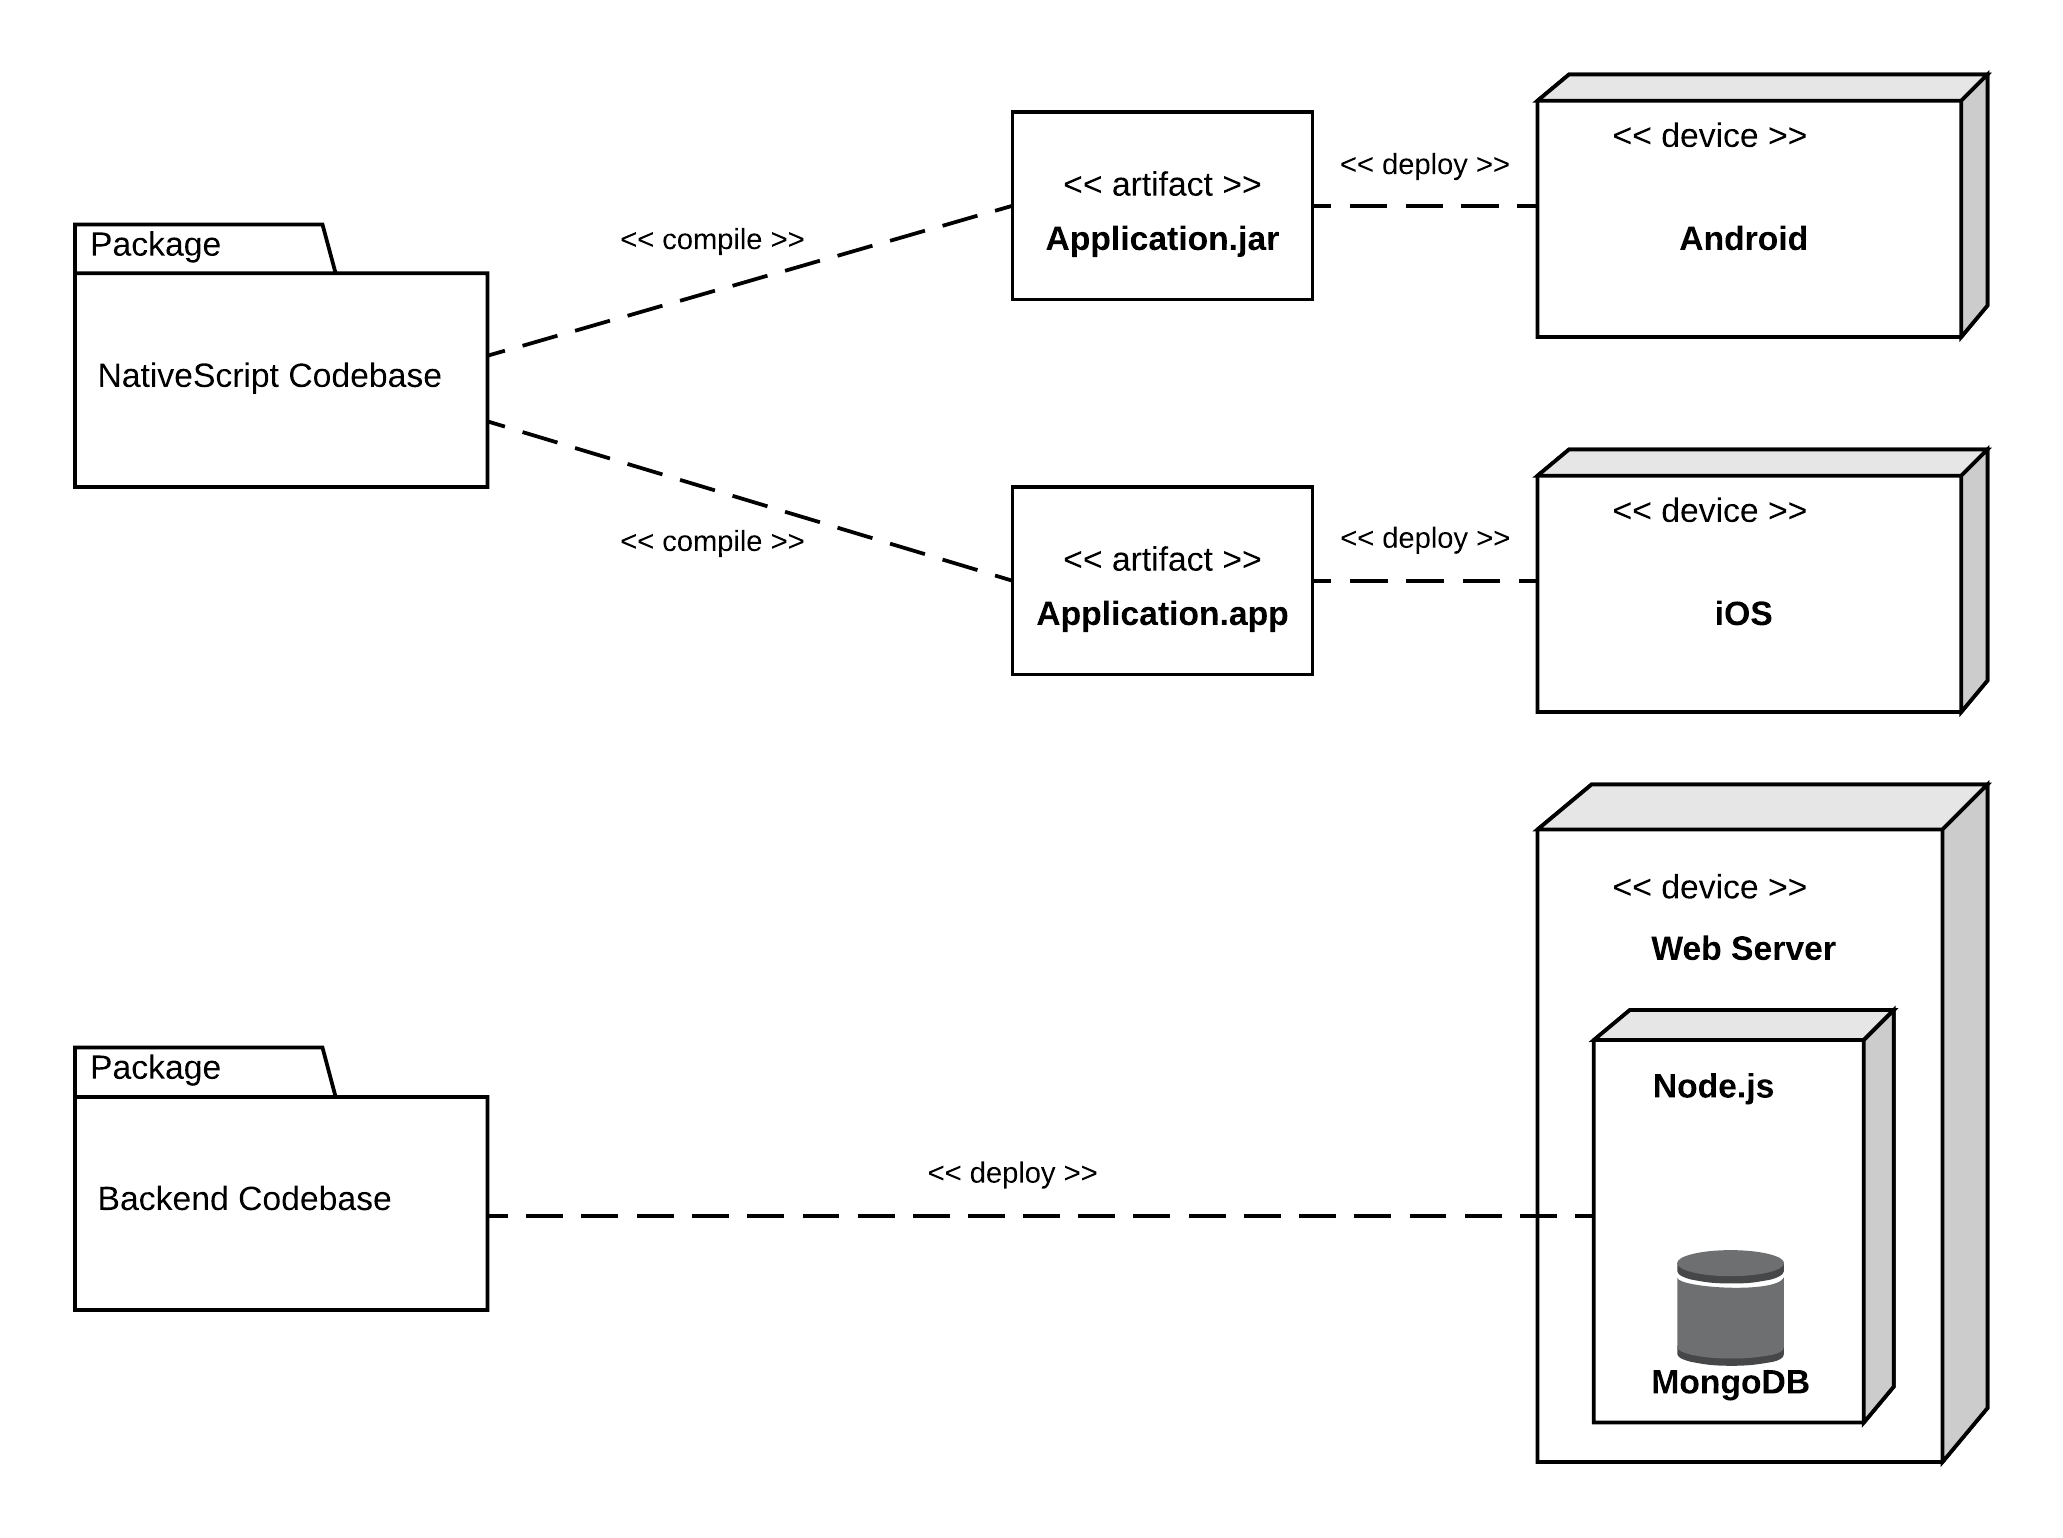 Package
NativeScript Codebase
<< compile >>
<< compile >>
<< artifact >>
Application.jar
<< deploy >>
<< device >>
Android
<< artifact >>
Application.app
<< deploy >>
<< device >>
iOS
Package
Backend Codebase
<< deploy >>
<< device >>
Web Server
Node.js
MongoDB